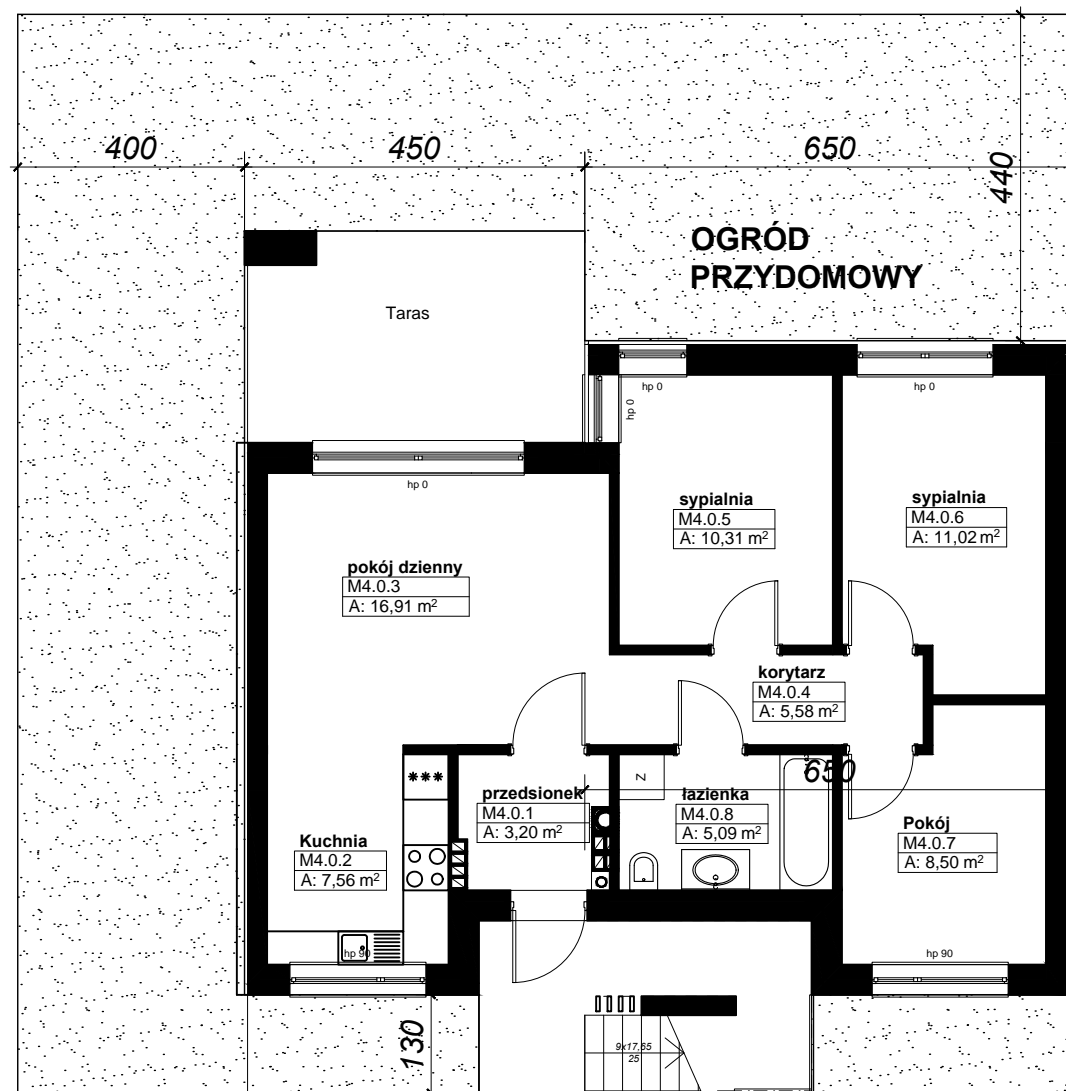 400
450
650
440
OGRÓD
PRZYDOMOWY
Taras
hp 0
hp 0
hp 0
hp 0
sypialnia
M4.0.5
A: 10,31 m²
sypialnia
M4.0.6
A: 11,02 m²
pokój dzienny
M4.0.3
A: 16,91 m²
korytarz
M4.0.4
A: 5,58 m²
650
przedsionek
M4.0.1
A: 3,20 m²
Z
łazienka
M4.0.8
A: 5,09 m²
Kuchnia
M4.0.2
A: 7,56 m²
Pokój
M4.0.7
A: 8,50 m²
hp 90
hp 90
130
9x17,65
25